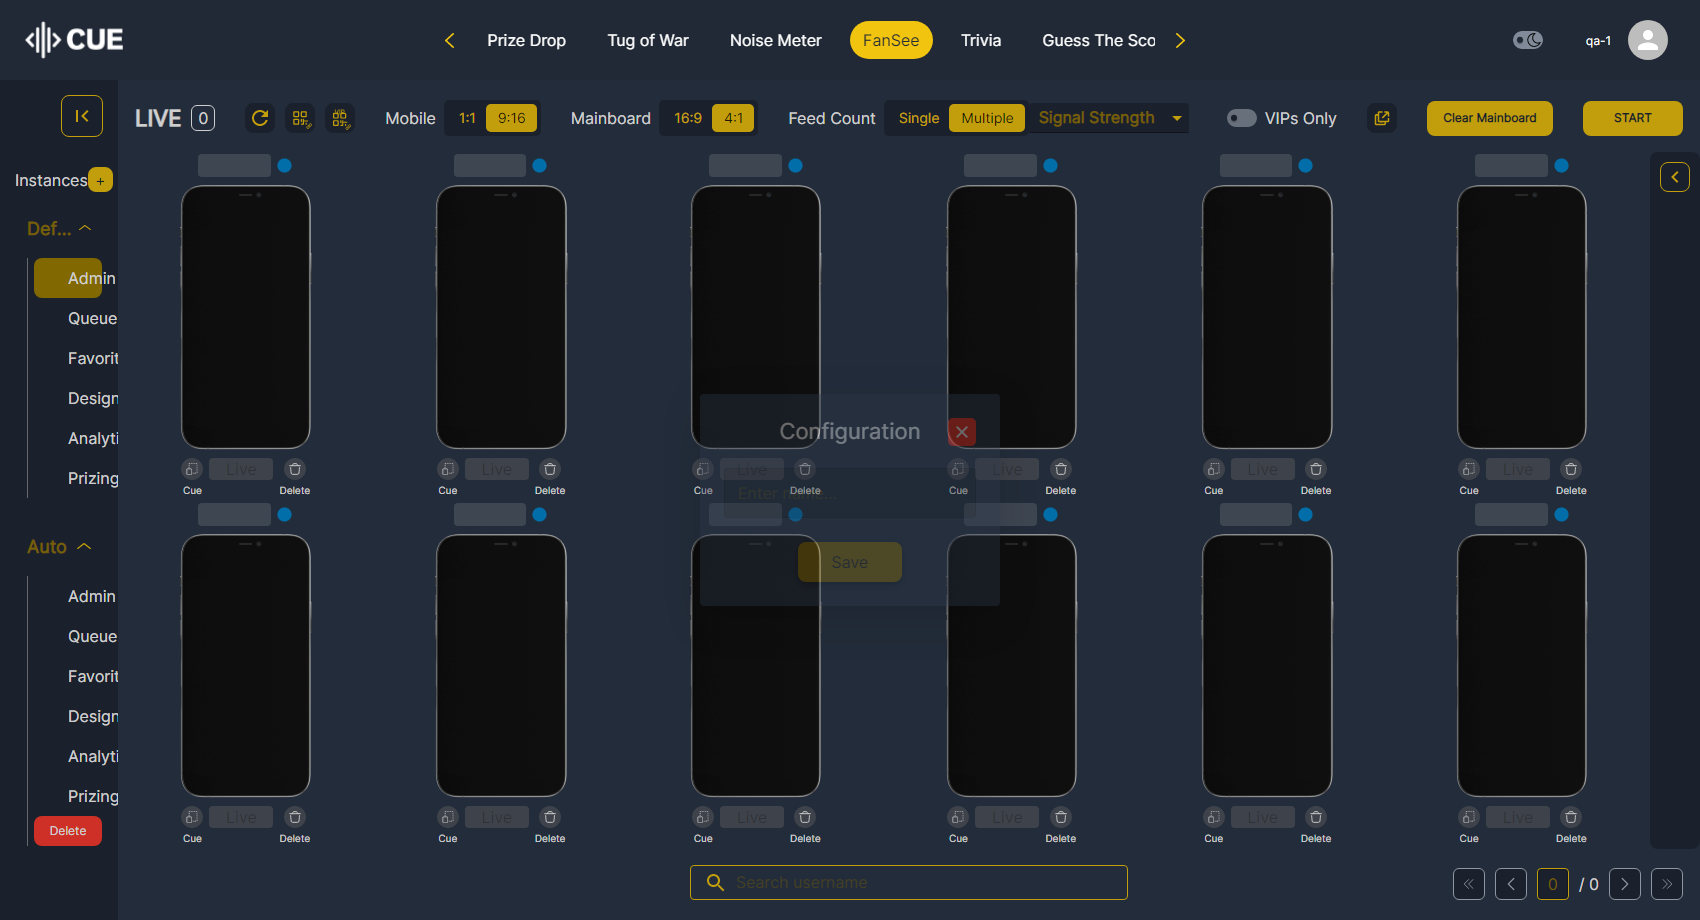 CUE
Prize Drop
Tug of War
Noise Meter
FanSee
Trivia
Guess The Sco
qa-1
LIVE 0
Mobile 1:1 9:16
Mainboard 16:9 4:1
Feed Count Single Multiple
Signal Strength
VIPs Only
Clear Mainboard
START
Instances +
Def...
Admin
Queue
Favorit
Design
Analyti
Prizing
Auto
Admin
Queue
Favorit
Design
Analyti
Prizing
Delete
Live Live Live Live Live Live
Cue Delete Cue Delete Cue Delete Cue Delete Cue Delete Cue Delete
Configuration
Enter name...
Save
Live Live Live Live Live Live
Cue Delete Cue Delete Cue Delete Cue Delete Cue Delete Cue Delete
Search username
0 / 0